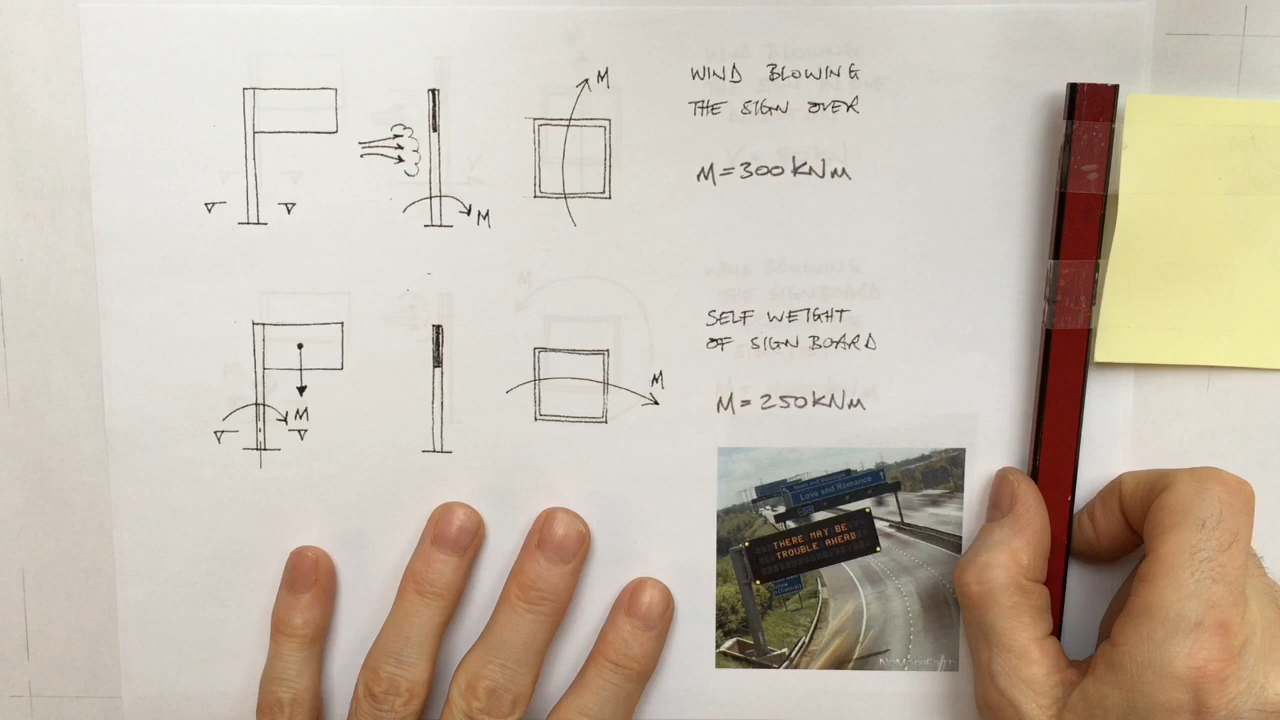 WIND BLOWING
THE SIGN OVER
M
M = 300 kNm
M
SELF WEIGHT
OF SIGN BOARD
M
M
M = 250 kNm
Love and Romance
THERE MAY BE
TROUBLE AHEAD